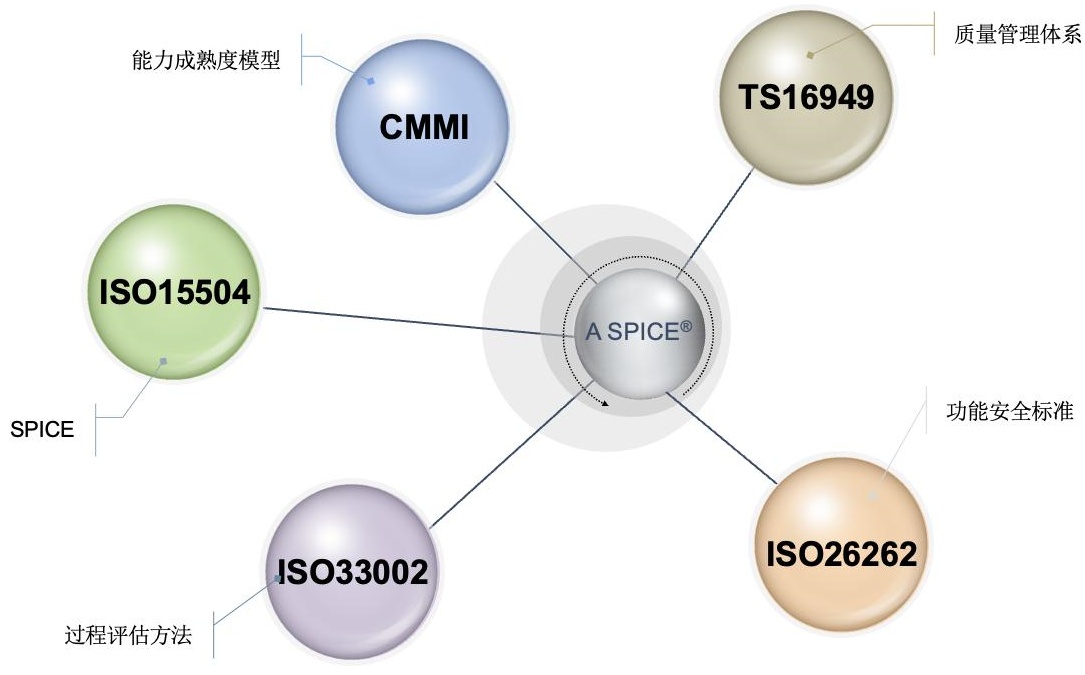 质量管理体系
能力成熟度模型
TS16949
CMMI
ISO15504
A SPICE®
功能安全标准
SPICE
ISO26262
ISO33002
过程评估方法